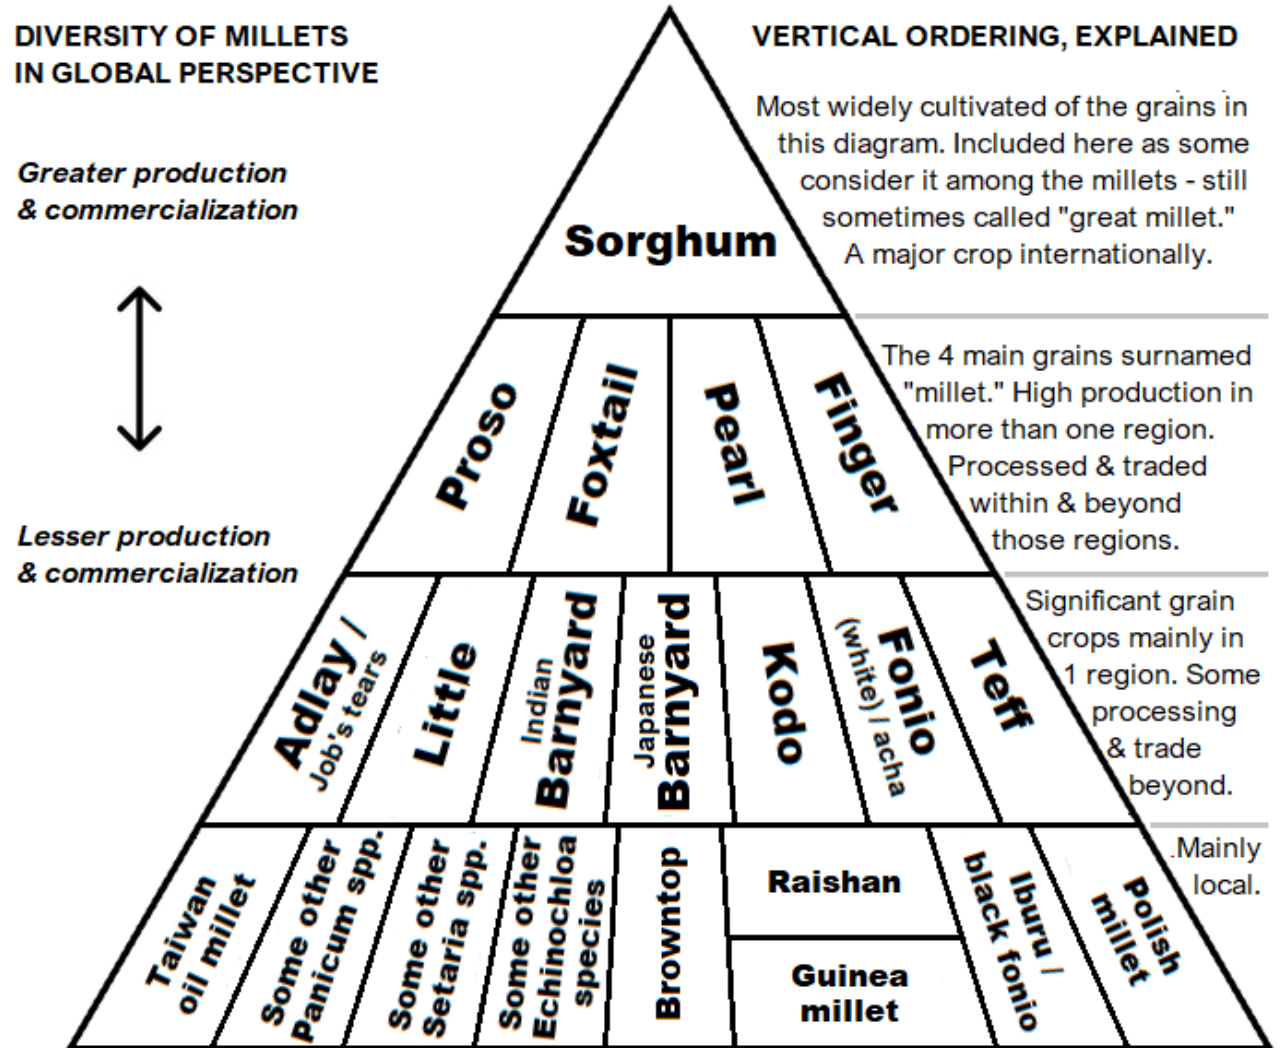 DIVERSITY OF MILLETS
IN GLOBAL PERSPECTIVE
Greater production
& commercialization
Lesser production
& commercialization
VERTICAL ORDERING, EXPLAINED
Most widely cultivated of the grains in
this diagram. Included here as some
consider it among the millets - still
sometimes called "great millet."
A major crop internationally.
The 4 main grains surnamed
"millet." High production in
more than one region.
Processed & traded
within & beyond
those regions.
Significant grain
crops mainly in
1 region. Some
processing
& trade
beyond.
Mainly
local.
Sorghum
Proso
Foxtail
Pearl
Finger
Adlay /
Job's tears
Little
Indian
Barnyard
Japanese
Barnyard
Kodo
Fonio
(white) / acha
Teff
Taiwan
oil millet
Some other
Panicum spp.
Some other
Setaria spp.
Some other
Echinochloa
species
Browntop
Raishan
Guinea
millet
Iburu /
black fonio
Polish
millet